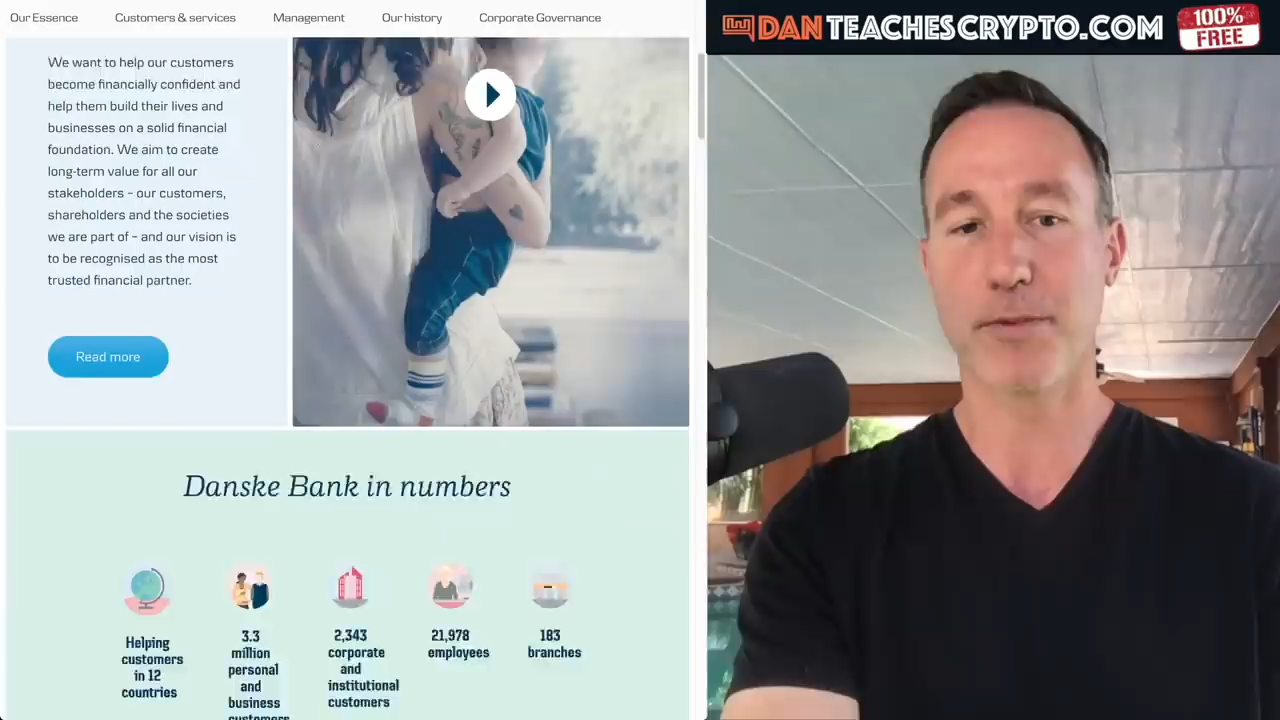 Our Essence
Customers & services
Management
Our history
Corporate Governance
We want to help our customers
become financially confident and
help them build their lives and
businesses on a solid financial
foundation. We aim to create
long-term value for all our
stakeholders - our customers,
shareholders and the societies
we are part of - and our vision is
to be recognised as the most
trusted financial partner.
Read more
Danske Bank in numbers
Helping
customers
in 12
countries
3.3
million
personal
and
business
customers
2,343
corporate
and
institutional
customers
21,978
employees
183
branches
DANTEACHESCRYPTO.COM
100%
FREE